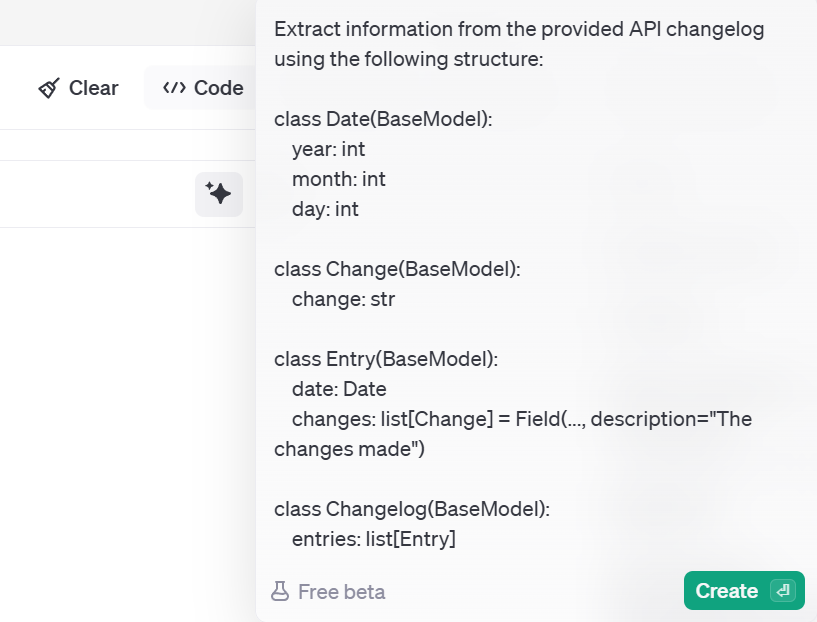 Extract information from the provided API changelog
using the following structure:
Clear
Code
class Date(BaseModel):
year: int
month: int
day: int
class Change(BaseModel):
change: str
class Entry(BaseModel):
date: Date
changes: list[Change] = Field(..., description="The
changes made")
class Changelog(BaseModel):
entries: list[Entry]
Free beta
Create